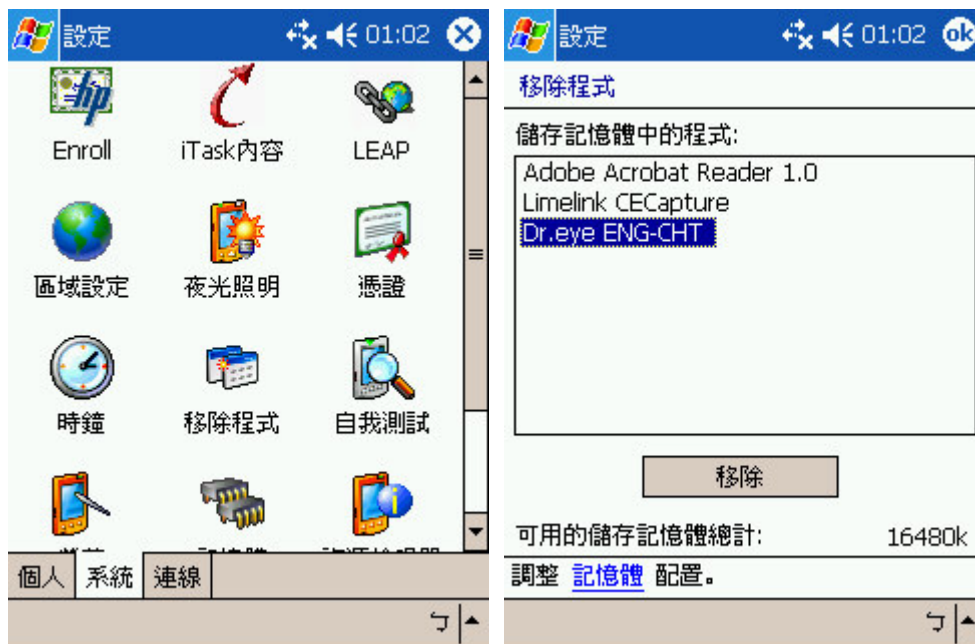 設定 01:02
Enroll iTask內容 LEAP
區域設定 夜光照明 憑證
時鐘 移除程式 自我測試
個人 系統 連線
ㄅ
設定 01:02 ok
移除程式
儲存記憶體中的程式:
Adobe Acrobat Reader 1.0
Limelink CECapture
Dr.eye ENG-CHT
移除
可用的儲存記憶體總計: 16480k
調整 記憶體 配置。
ㄅ